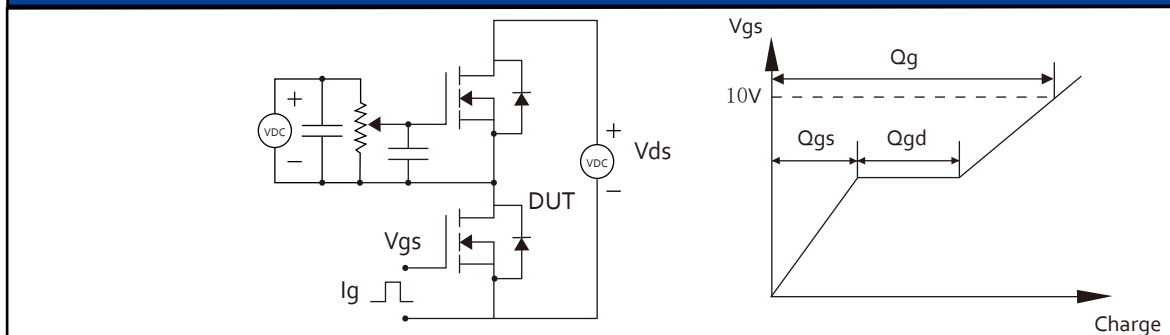 +
VDC
−
+
VDC
−
Vds
DUT
Vgs
Ig
Vgs
Qg
10V
Qgs
Qgd
Charge